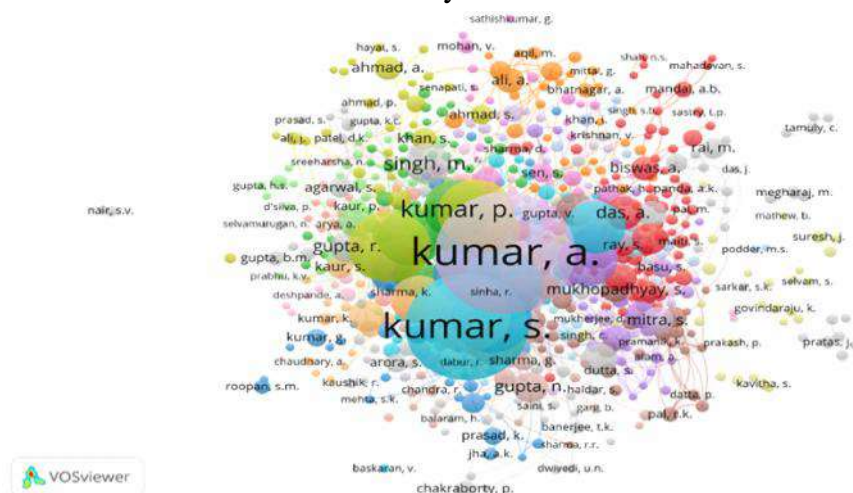 sathishkumar, g.
hayai, s.
mohan, v.
aqil, m.
shah, n.s.
ahmad, a.
ali, a.
mittal, g.
mahadevan, s.
senapati, s.
bhatnagar, a.
mandal, a.b.
ahmad, p.
ahmad, s.
singh, s.b.
sastry, t.p.
prasad, s.
gupta, k.c.
khan, i.
tamuly, c.
ali, j.
patel, d.k.
khan, s.
sharma, d.
krishnan, v.
rai, m.
sreeharsha, n.
singh, m.
sen, s.
biswas, a.
das, j.
gupta, h.s.
agarwal, s.
pathak, h.
panda, a.k.
megharaj, m.
nair, s.v.
d'silva, p.
kaur, p.
kumar, p.
gupta, v.
das, a.
pal, m.
mathew, b.
selvamurugan, n.
arya, a.
gupta, r.
kumar, a.
ray, s.
maiti, s.
suresh, j.
gupta, b.m.
kaur, s.
basu, s.
podder, m.s.
prabhu, k.v.
sharma, k.
sinha, r.
mukhopadhyay, s.
sarkar, s.k.
selvam, s.
deshpande, a.
govindaraju, k.
kumar, k.
kumar, s.
mukherjee, d.
mitra, s.
kumar, g.
singh, c.
pramanik, k.
prakash, p.
pratas, j.
chaudhary, a.
arora, s.
dabur, r.
sharma, g.
alam, a.
dutta, s.
roopan, s.m.
kaushik, r.
chandra, r.
gupta, n.
haldar, s.
datta, p.
kavitha, s.
mehta, s.k.
saini, s.
garg, b.
balaram, h.
pal, r.k.
prasad, k.
banerjee, t.k.
jha, a.k.
sharma, r.r.
baskaran, v.
dwivedi, u.n.
chakraborty, p.
VOSviewer